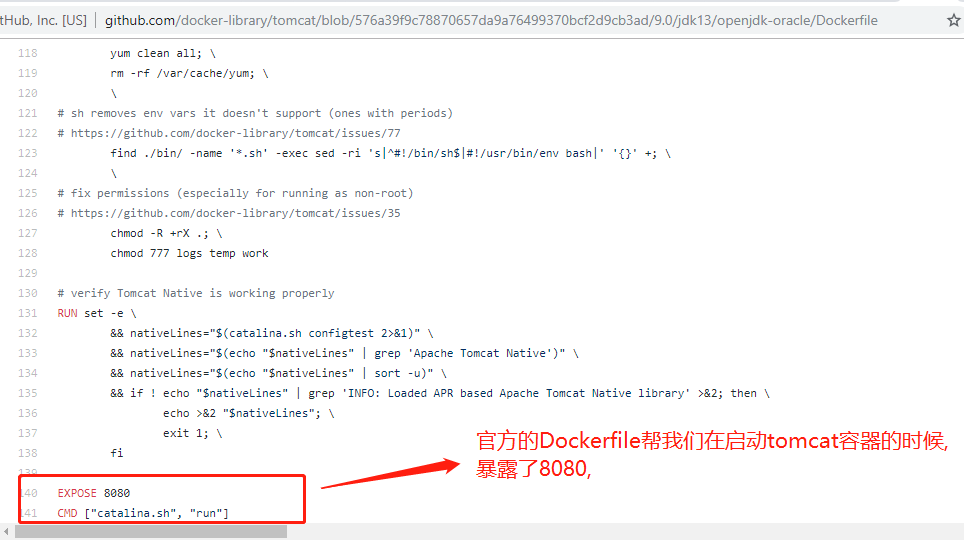 tHub, Inc. [US] | github.com/docker-library/tomcat/blob/576a39f9c78870657da9a76499370bcf2d9cb3ad/9.0/jdk13/openjdk-oracle/Dockerfile
118 yum clean all; \
119 rm -rf /var/cache/yum; \
120 \
121 # sh removes env vars it doesn't support (ones with periods)
122 # https://github.com/docker-library/tomcat/issues/77
123 find ./bin/ -name '*.sh' -exec sed -ri 's|^#!/bin/sh$|#!/usr/bin/env bash|' '{}' +; \
124 \
125 # fix permissions (especially for running as non-root)
126 # https://github.com/docker-library/tomcat/issues/35
127 chmod -R +rX .; \
128 chmod 777 logs temp work
129
130 # verify Tomcat Native is working properly
131 RUN set -e \
132 && nativeLines="$(catalina.sh configtest 2>&1)" \
133 && nativeLines="$(echo "$nativeLines" | grep 'Apache Tomcat Native')" \
134 && nativeLines="$(echo "$nativeLines" | sort -u)" \
135 && if ! echo "$nativeLines" | grep 'INFO: Loaded APR based Apache Tomcat Native library' >&2; then \
136 echo >&2 "$nativeLines"; \
137 exit 1; \
138 fi
139
140 EXPOSE 8080
141 CMD ["catalina.sh", "run"]
官方的Dockerfile帮我们在启动tomcat容器的时候,
暴露了8080,